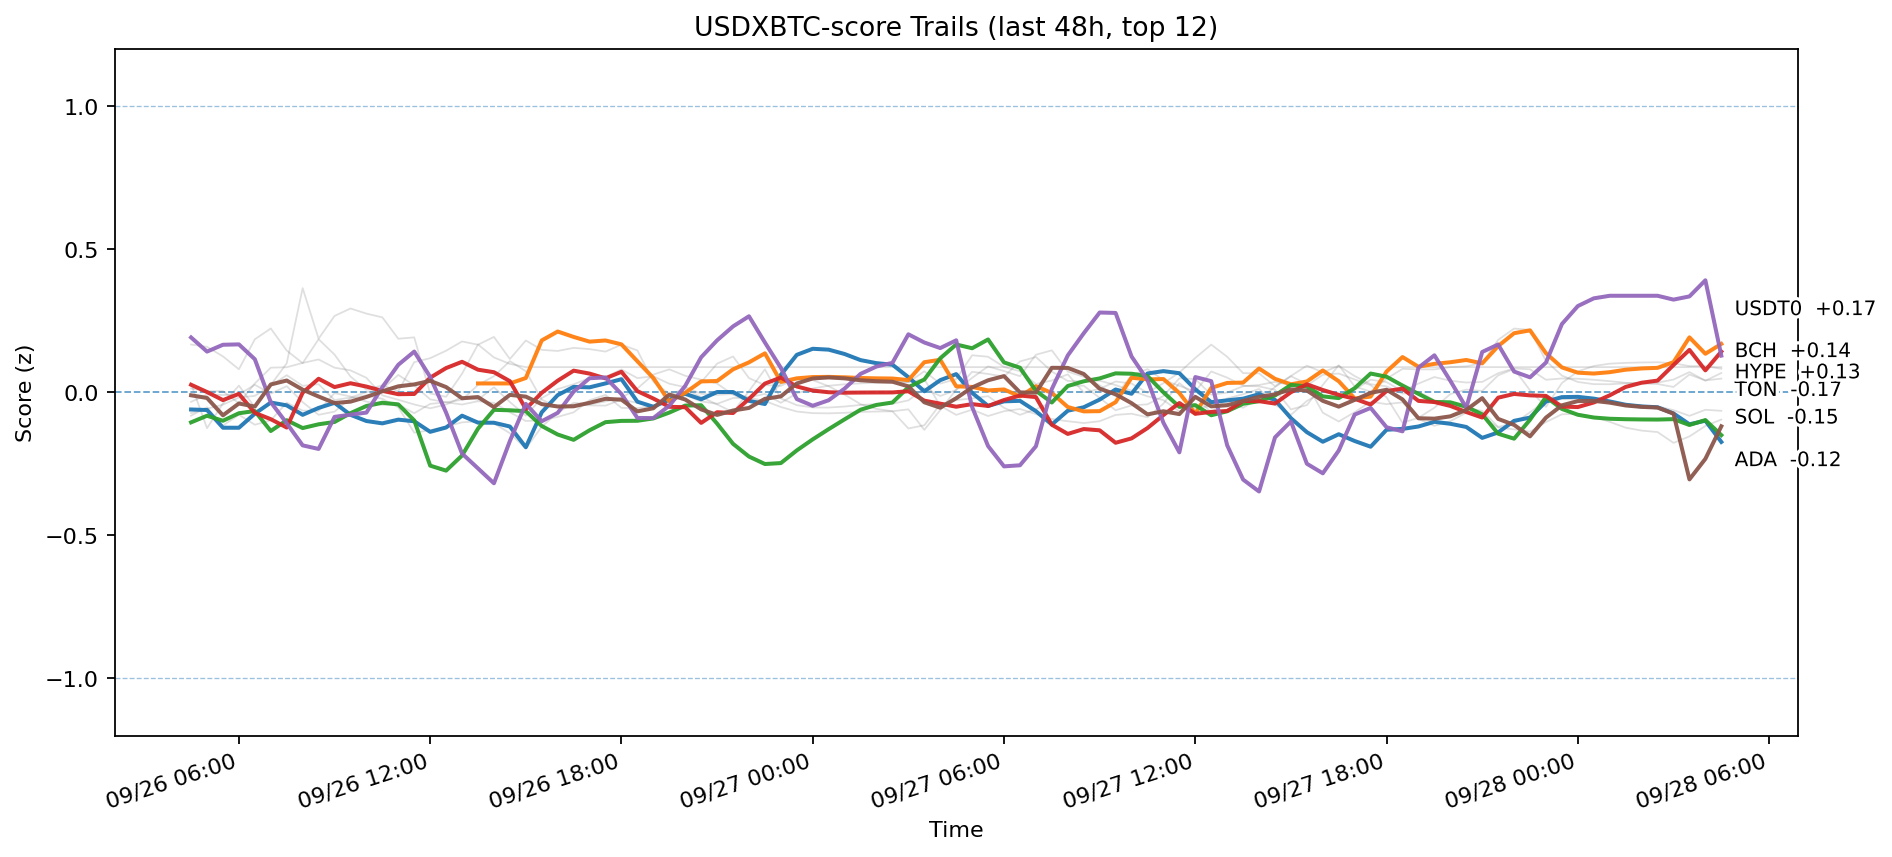 USDXBTC-score Trails (last 48h, top 12)
Score (z)
1.0
0.5
0.0
−0.5
−1.0
USDT0 +0.17
BCH +0.14
HYPE +0.13
TON -0.17
SOL -0.15
ADA -0.12
09/26 06:00
09/26 12:00
09/26 18:00
09/27 00:00
09/27 06:00
09/27 12:00
09/27 18:00
09/28 00:00
09/28 06:00
Time